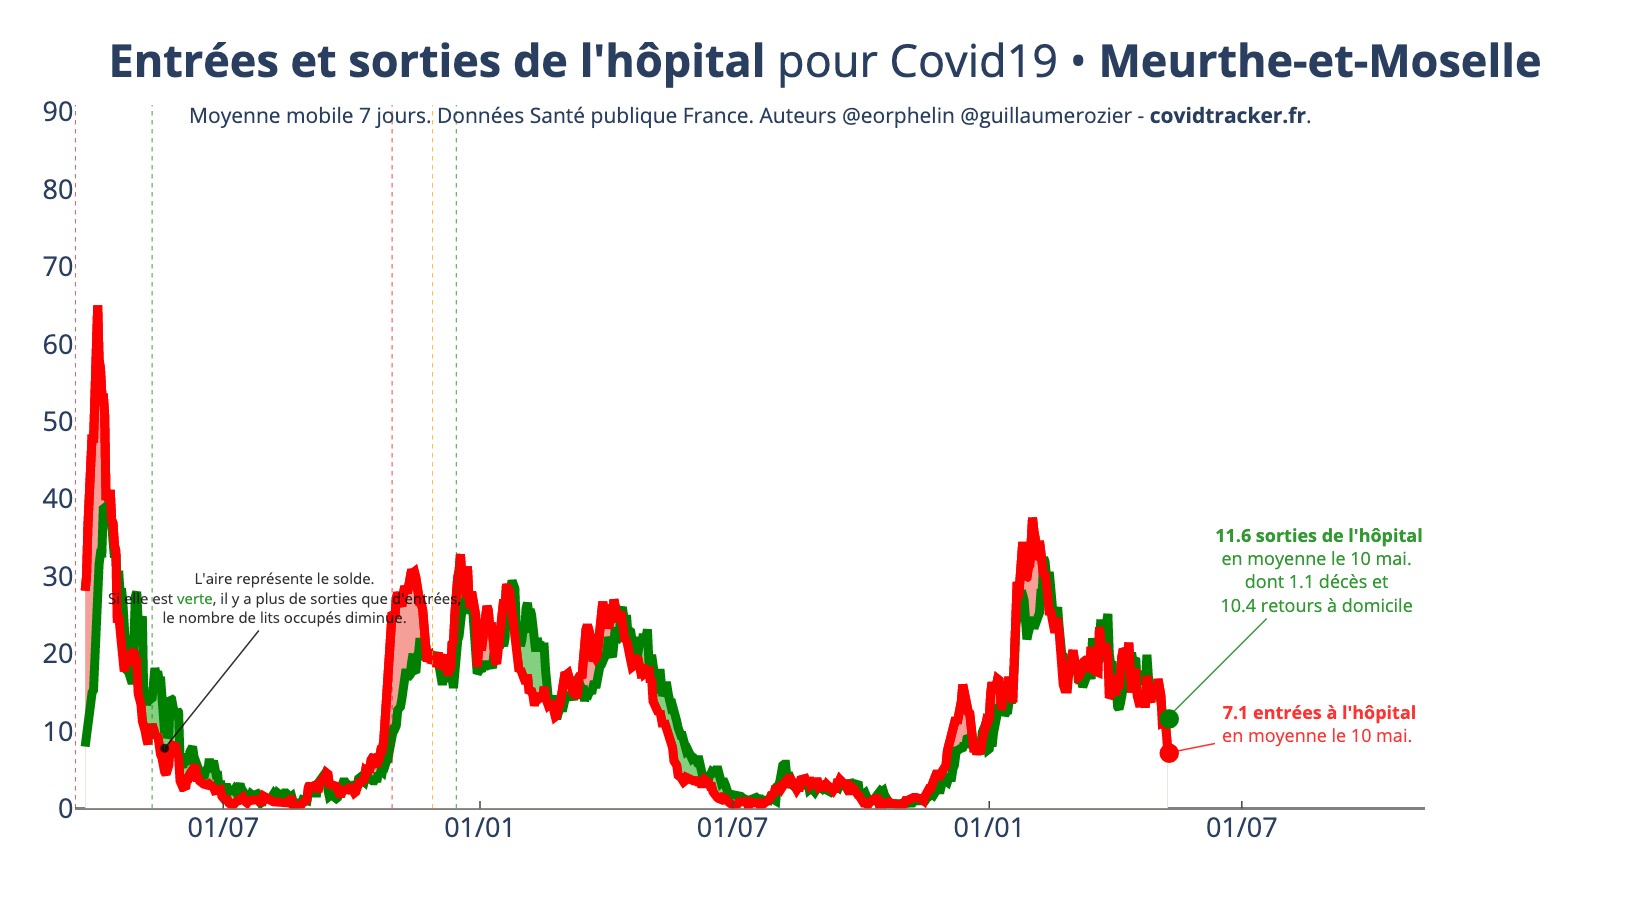 Entrées et sorties de l'hôpital pour Covid19 • Meurthe-et-Moselle
Moyenne mobile 7 jours. Données Santé publique France. Auteurs @eorphelin @guillaumerozier - covidtracker.fr.
90
80
70
60
50
40
30
20
10
0
L'aire représente le solde.
Si elle est verte, il y a plus de sorties que d'entrées,
le nombre de lits occupés diminue.
11.6 sorties de l'hôpital
en moyenne le 10 mai.
dont 1.1 décès et
10.4 retours à domicile
7.1 entrées à l'hôpital
en moyenne le 10 mai.
01/07
01/01
01/07
01/01
01/07